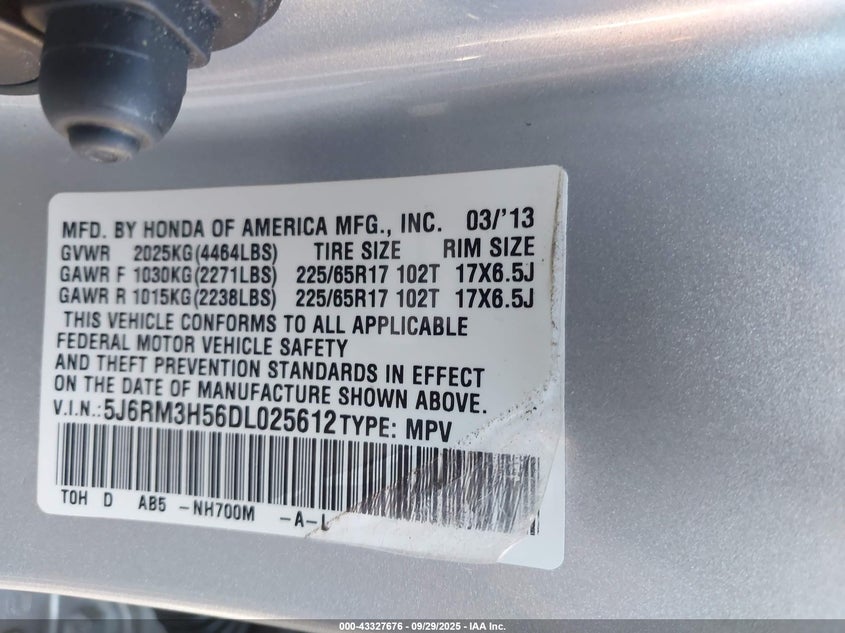 MFD. BY HONDA OF AMERICA MFG., INC. 03/'13
GVWR 2025KG(4464LBS) TIRE SIZE RIM SIZE
GAWR F 1030KG(2271LBS) 225/65R17 102T 17X6.5J
GAWR R 1015KG(2238LBS) 225/65R17 102T 17X6.5J
THIS VEHICLE CONFORMS TO ALL APPLICABLE
FEDERAL MOTOR VEHICLE SAFETY
AND THEFT PREVENTION STANDARDS IN EFFECT
ON THE DATE OF MANUFACTURE SHOWN ABOVE.
V.I.N.: 5J6RM3H56DL025612 TYPE: MPV
TOH D AB5 -NH700M -A-L
000-43327676 | 09/29/2025 | IAA Inc.